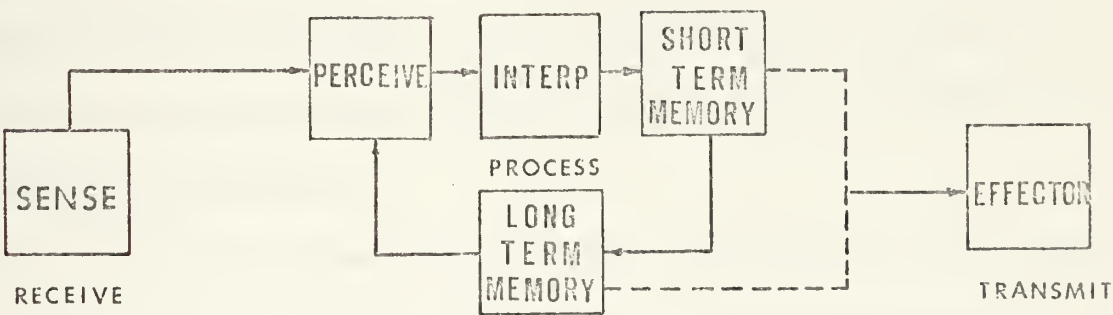 SENSE
RECEIVE
PERCEIVE
INTERP
SHORT
TERM
MEMORY
PROCESS
LONG
TERM
MEMORY
EFFECTOR
TRANSMIT